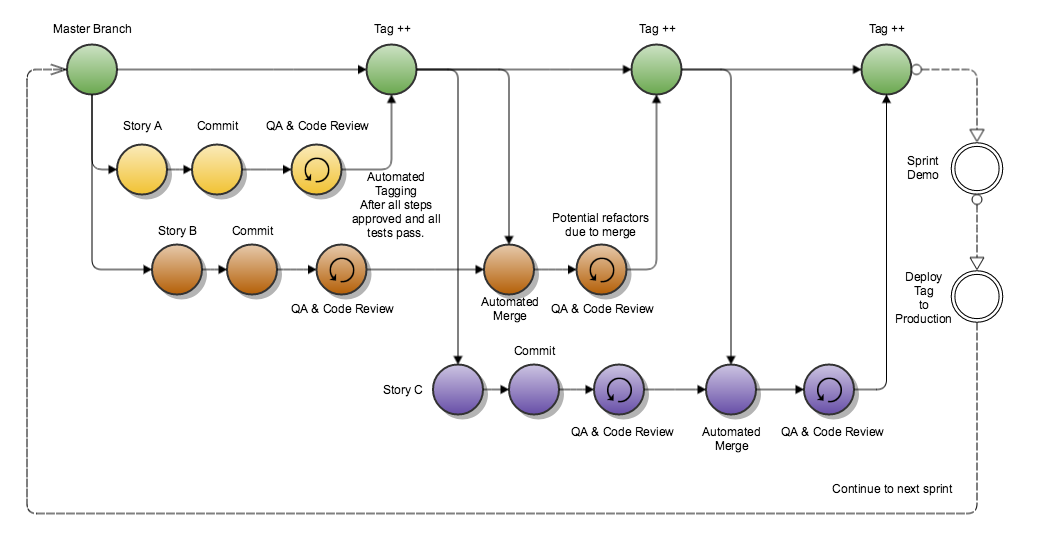 Master Branch
Tag ++
Tag ++
Tag ++
Story A
Commit
QA & Code Review
Automated
Tagging
After all steps
approved and all
tests pass.
Sprint
Demo
Story B
Commit
QA & Code Review
Automated
Merge
Potential refactors
due to merge
QA & Code Review
Deploy
Tag
to
Production
Story C
Commit
QA & Code Review
Automated
Merge
QA & Code Review
Continue to next sprint